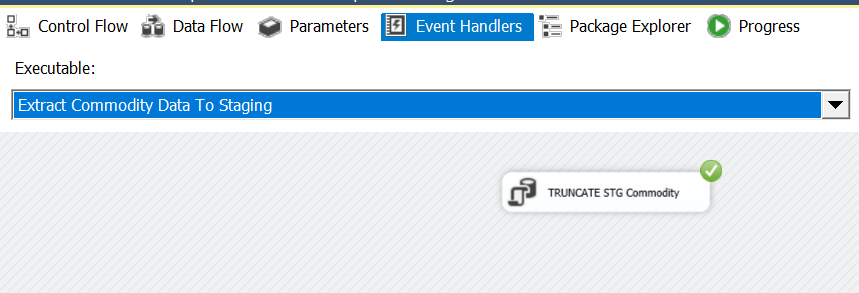 Control Flow Data Flow Parameters Event Handlers Package Explorer Progress
Executable:
Extract Commodity Data To Staging
TRUNCATE STG Commodity